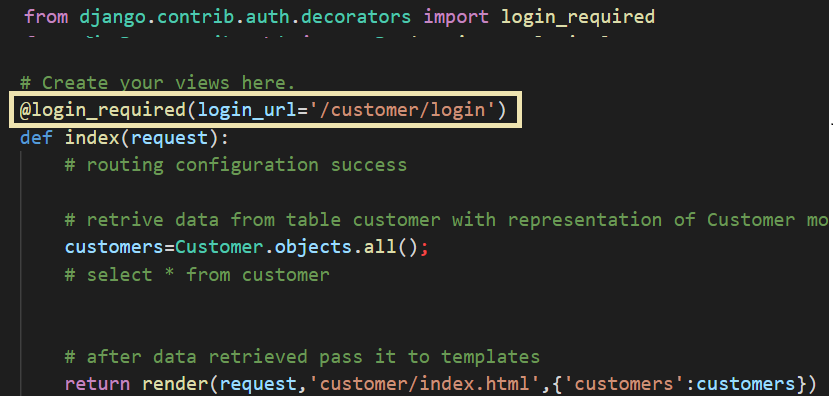 from django.contrib.auth.decorators import login_required
# Create your views here.
@login_required(login_url='/customer/login')
def index(request):
# routing configuration success
# retrive data from table customer with representation of Customer mo
customers=Customer.objects.all();
# select * from customer
# after data retrieved pass it to templates
return render(request,'customer/index.html',{'customers':customers})